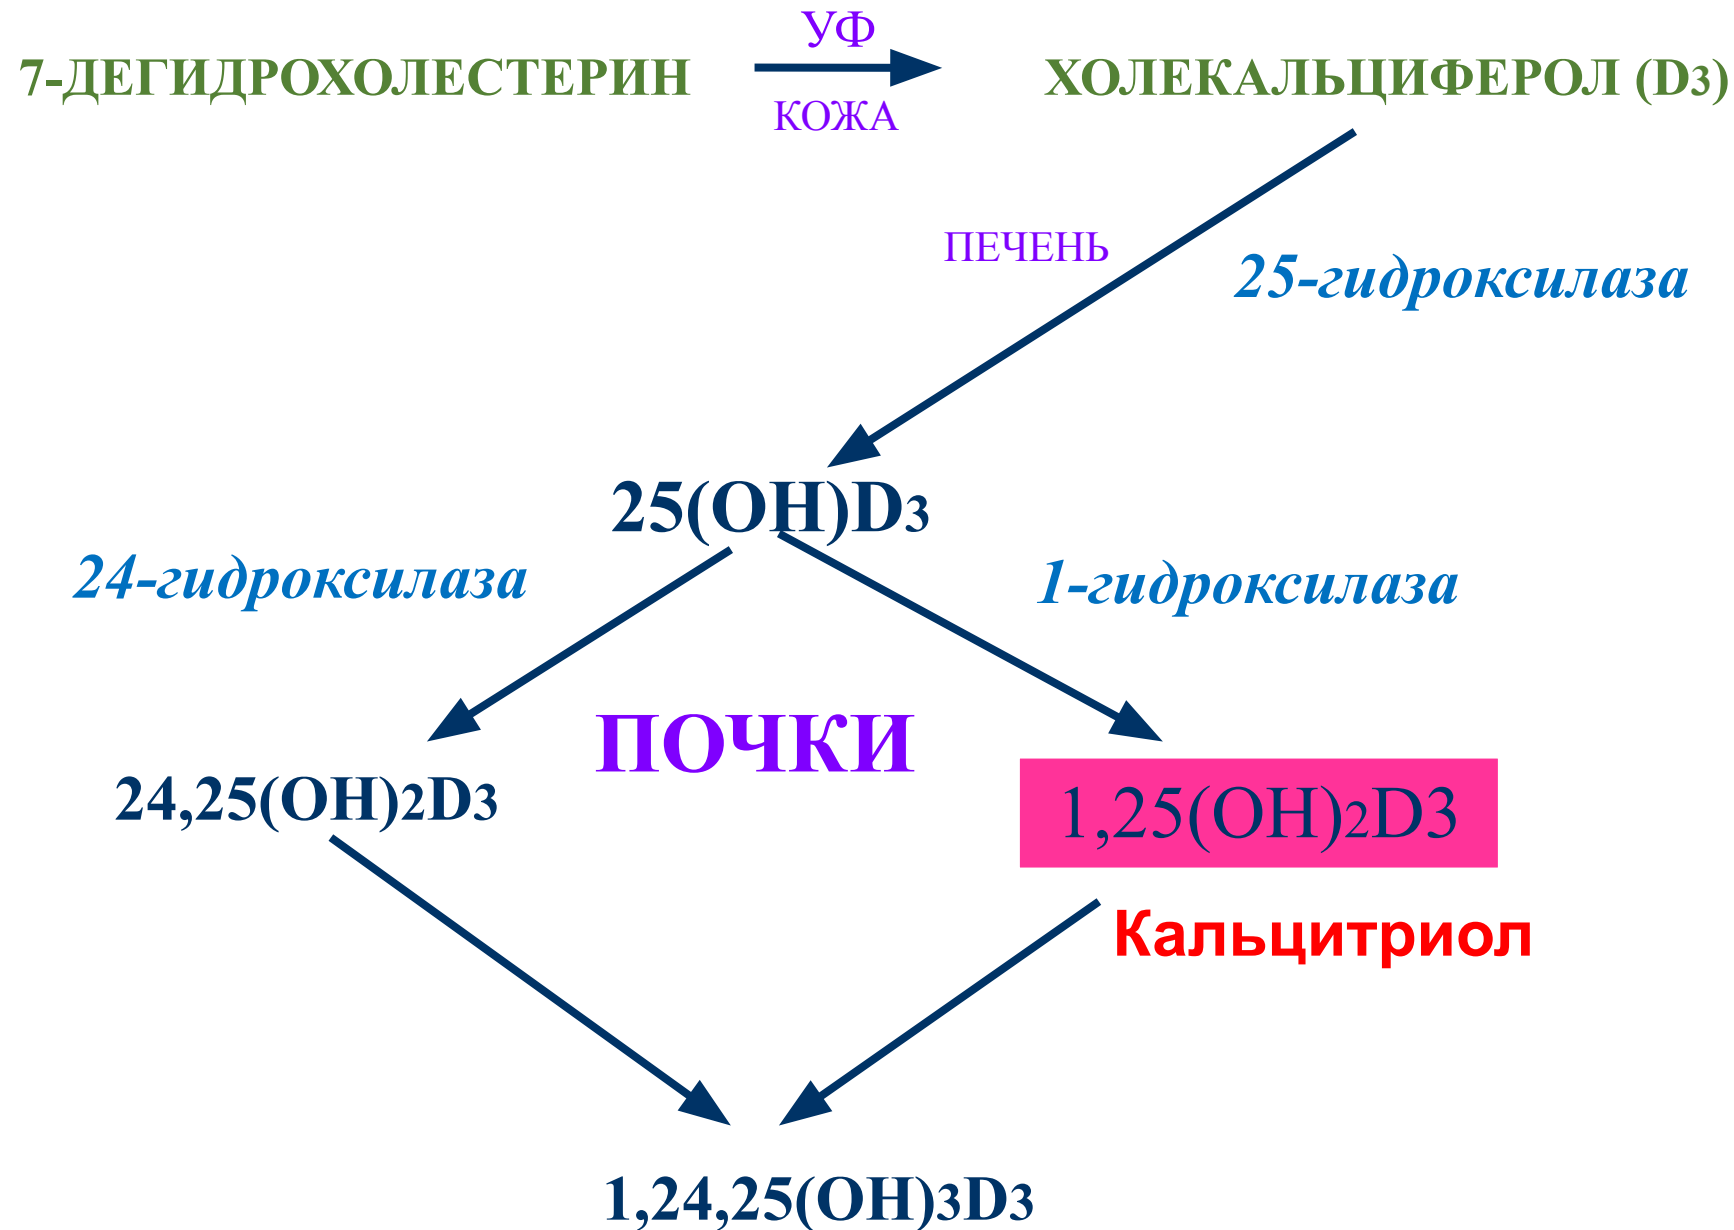 УФ
7-ДЕГИДРОХОЛЕСТЕРИН
ХОЛЕКАЛЬЦИФЕРОЛ (D3)
КОЖА
ПЕЧЕНЬ
25-гидроксилаза
25(OH)D3
24-гидроксилаза
1-гидроксилаза
ПОЧКИ
24,25(OH)2D3
1,25(OH)2D3
Кальцитриол
1,24,25(OH)3D3